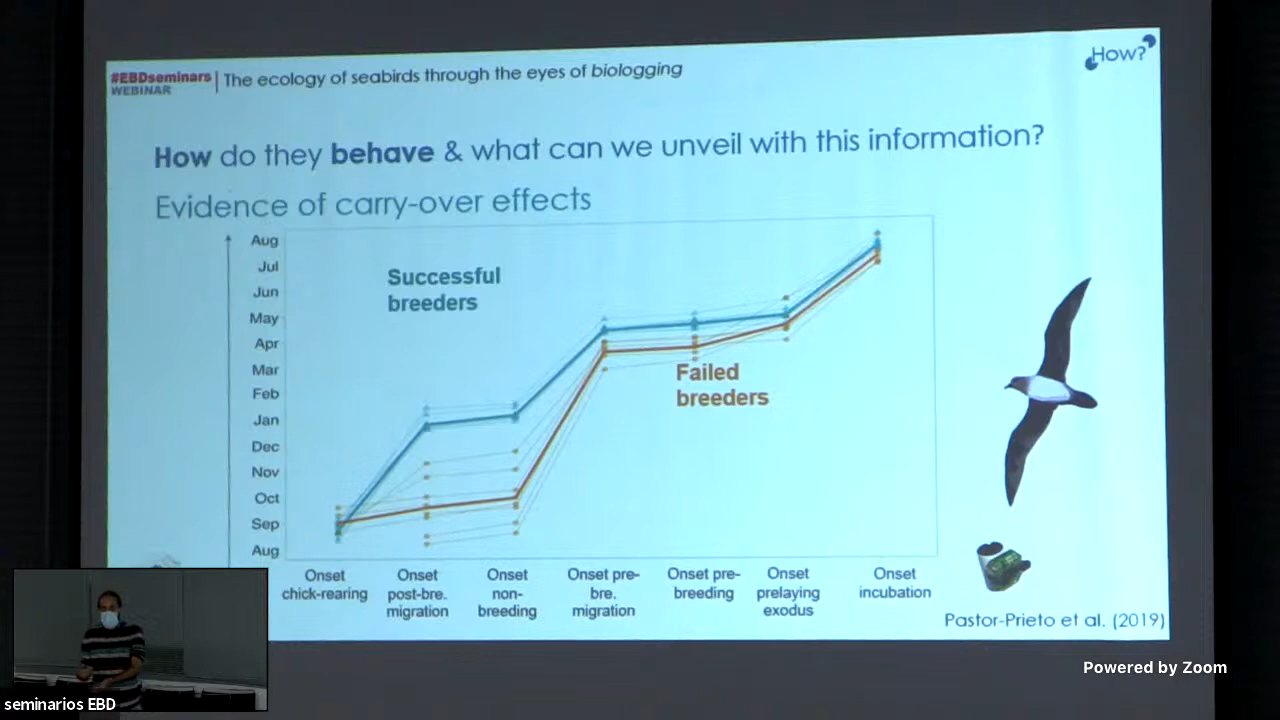 #EBDseminars
WEBINAR
The ecology of seabirds through the eyes of biologging
How?
How do they behave & what can we unveil with this information?
Evidence of carry-over effects
Aug
Jul
Jun
May
Apr
Mar
Feb
Jan
Dec
Nov
Oct
Sep
Aug
Successful
breeders
Failed
breeders
Onset
chick-rearing
Onset
post-bre.
migration
Onset
non-
breeding
Onset pre-
bre.
migration
Onset pre-
breeding
Onset
prelaying
exodus
Onset
incubation
Pastor-Prieto et al. (2019)
Powered by Zoom
seminarios EBD